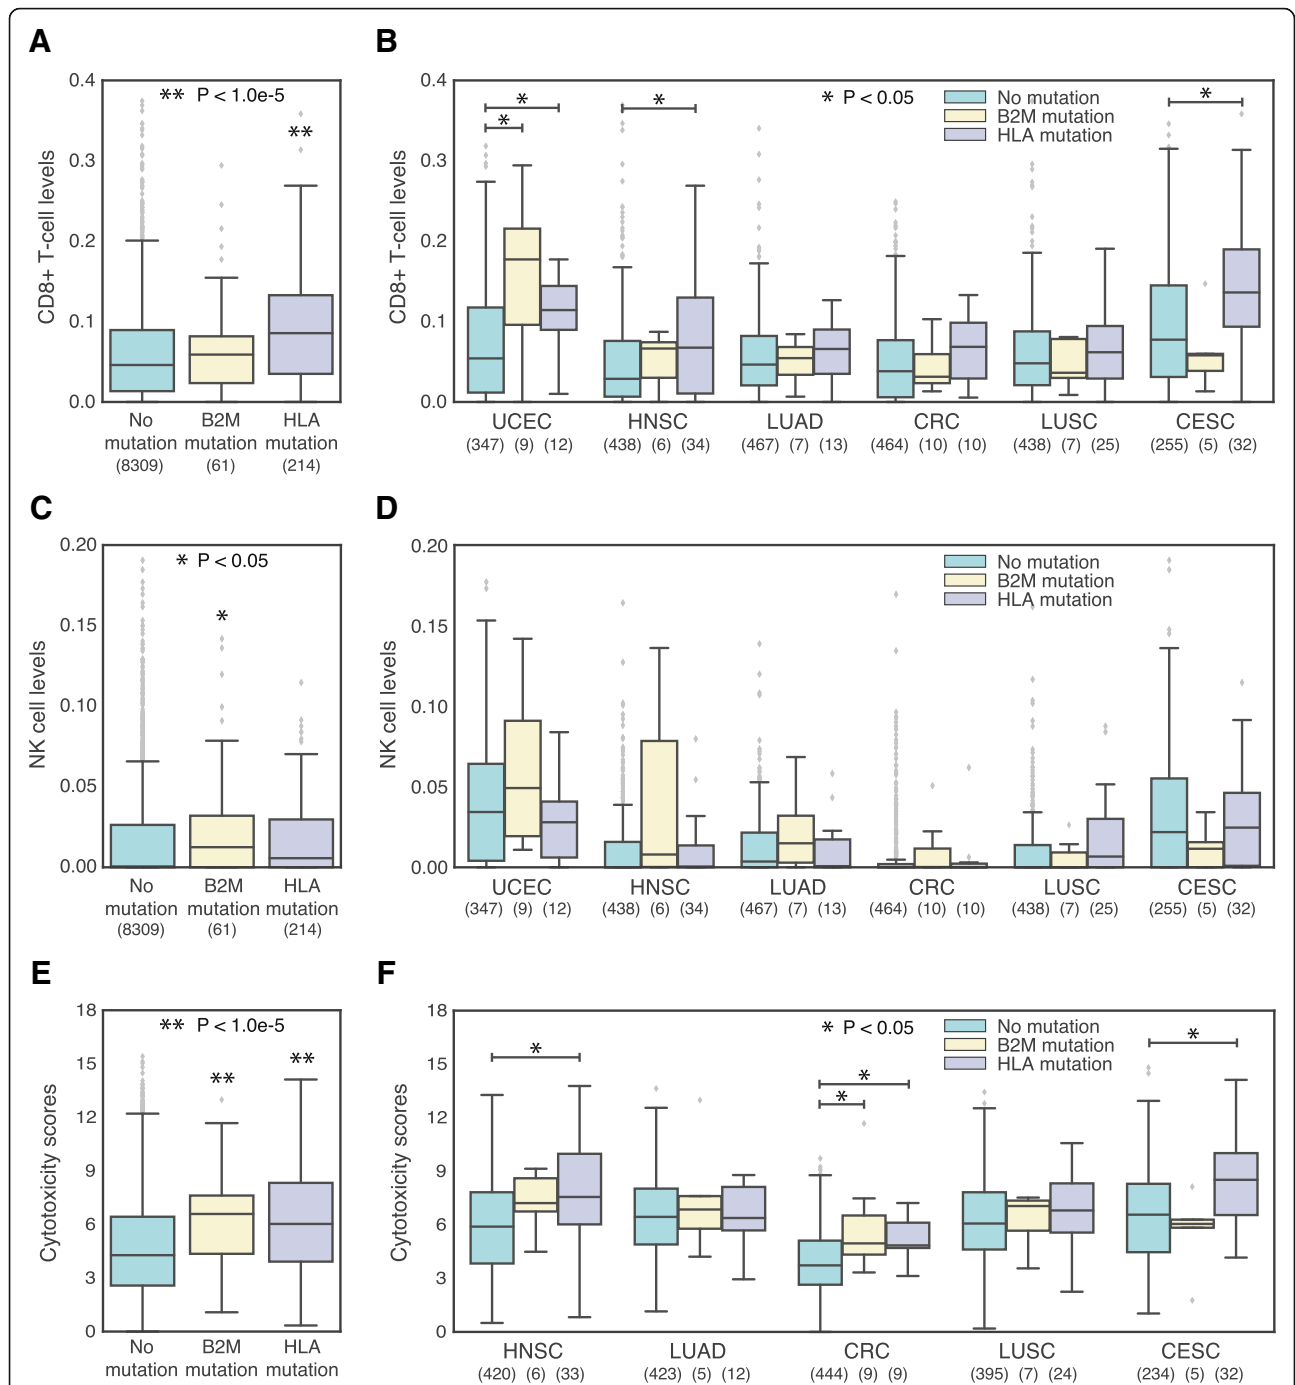 A
CD8+ T-cell levels
0.4
0.3
0.2
0.1
0.0
** P < 1.0e-5
**
No mutation (8309)
B2M mutation (61)
HLA mutation (214)
B
CD8+ T-cell levels
0.4
0.3
0.2
0.1
0.0
*
*
*
* P < 0.05
No mutation
B2M mutation
HLA mutation
*
UCEC HNSC LUAD CRC LUSC CESC
(347) (9) (12) (438) (6) (34) (467) (7) (13) (464) (10) (10) (438) (7) (25) (255) (5) (32)
C
NK cell levels
0.20
0.15
0.10
0.05
0.00
* P < 0.05
*
No mutation (8309)
B2M mutation (61)
HLA mutation (214)
D
NK cell levels
0.20
0.15
0.10
0.05
0.00
No mutation
B2M mutation
HLA mutation
UCEC HNSC LUAD CRC LUSC CESC
(347) (9) (12) (438) (6) (34) (467) (7) (13) (464) (10) (10) (438) (7) (25) (255) (5) (32)
E
Cytotoxicity scores
18
15
12
9
6
3
0
** P < 1.0e-5
**
**
No mutation
B2M mutation
HLA mutation
F
Cytotoxicity scores
18
15
12
9
6
3
0
*
*
*
* P < 0.05
No mutation
B2M mutation
HLA mutation
*
HNSC LUAD CRC LUSC CESC
(420) (6) (33) (423) (5) (12) (444) (9) (9) (395) (7) (24) (234) (5) (32)